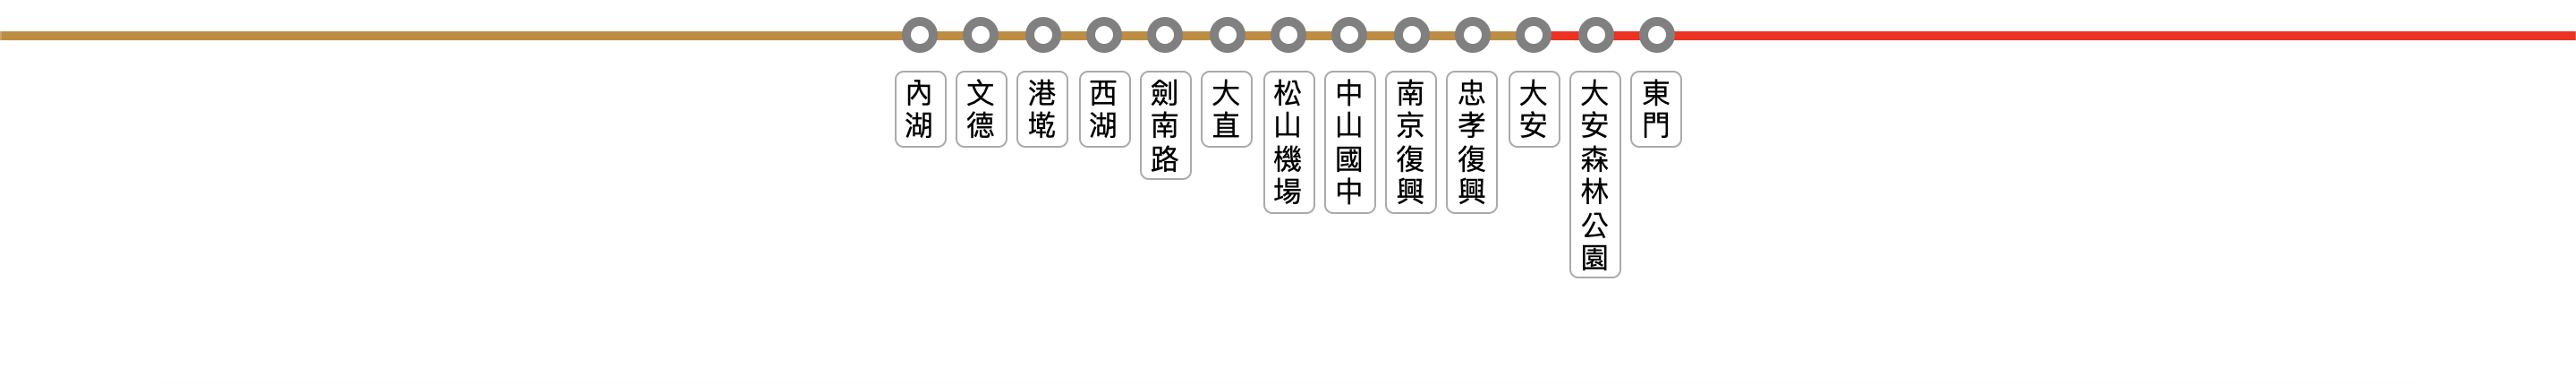 內湖
文德
港墘
西湖
劍南路
大直
松山機場
中山國中
南京復興
忠孝復興
大安
大安森林公園
東門